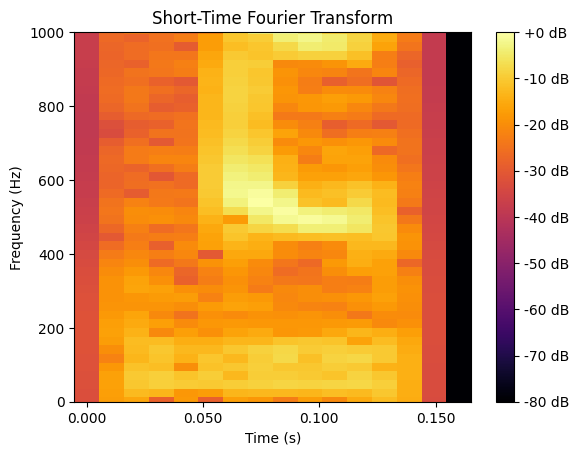 Short-Time Fourier Transform
Frequency (Hz)
1000
800
600
400
200
0
0.000
0.050
0.100
0.150
Time (s)
+0 dB
-10 dB
-20 dB
-30 dB
-40 dB
-50 dB
-60 dB
-70 dB
-80 dB